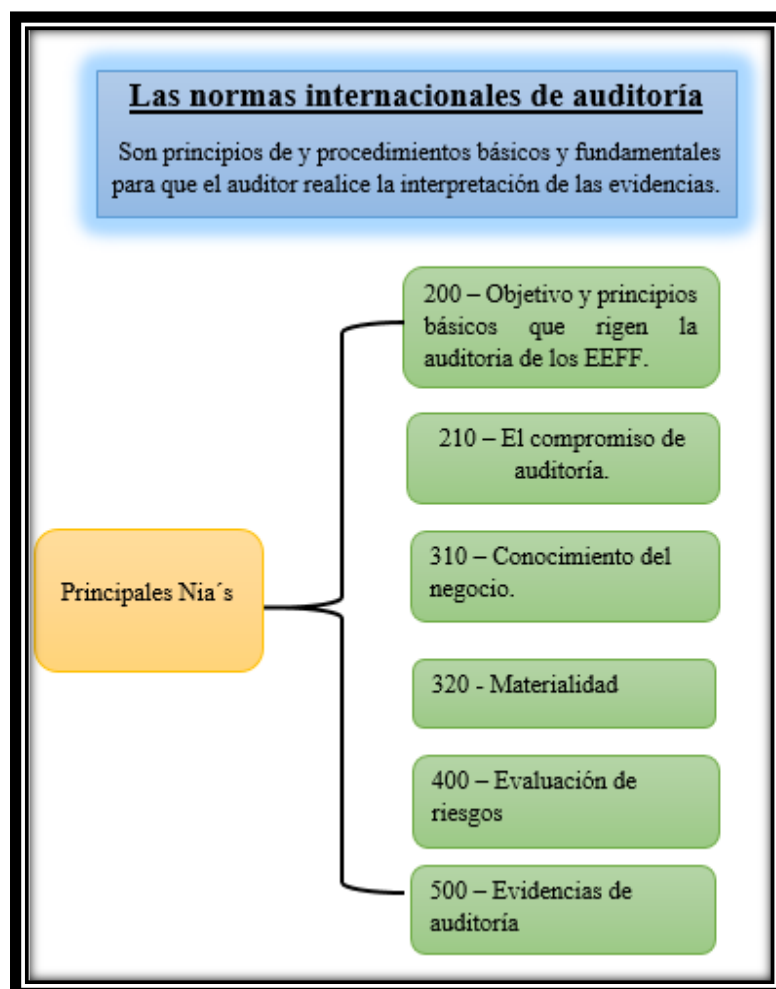 Las normas internacionales de auditoría
Son principios de y procedimientos básicos y fundamentales
para que el auditor realice la interpretación de las evidencias.
200 – Objetivo y principios
básicos que rigen la
auditoria de los EEFF.
210 – El compromiso de
auditoría.
310 – Conocimiento del
negocio.
Principales Nia´s
320 - Materialidad
400 – Evaluación de
riesgos
500 – Evidencias de
auditoría